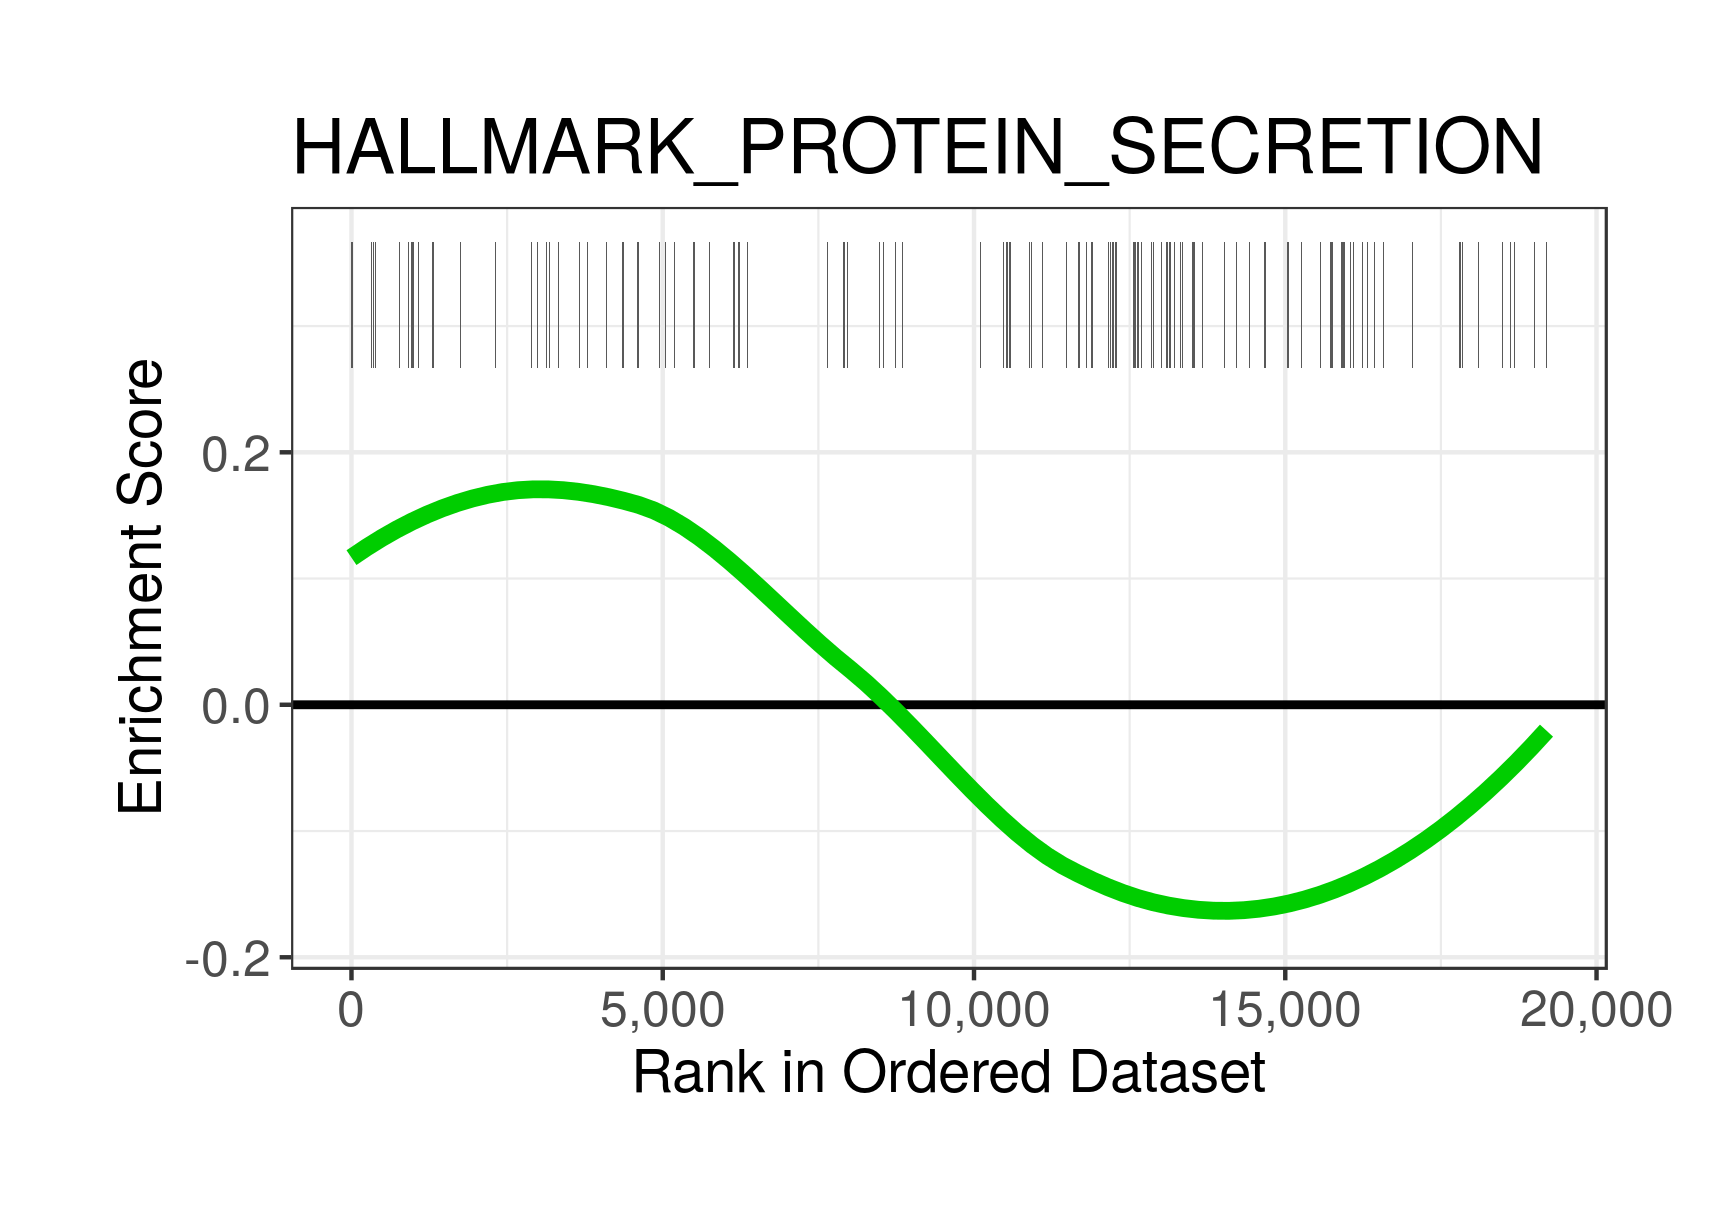 HALLMARK_PROTEIN_SECRETION
Enrichment Score
0.2
0.0
-0.2
0
5,000
10,000
15,000
20,000
Rank in Ordered Dataset